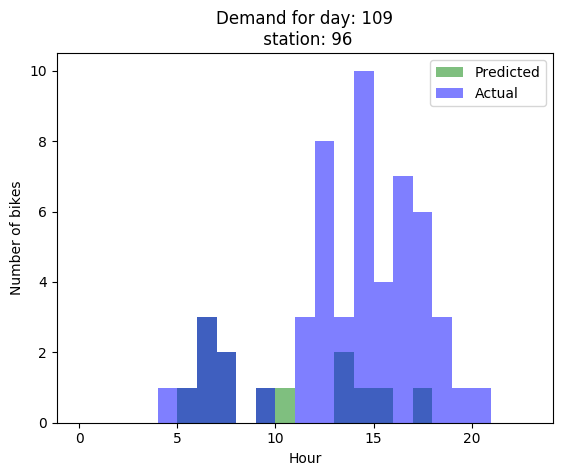 Demand for day: 109
station: 96
Predicted
Actual
Number of bikes
10
8
6
4
2
0
0 5 10 15 20
Hour